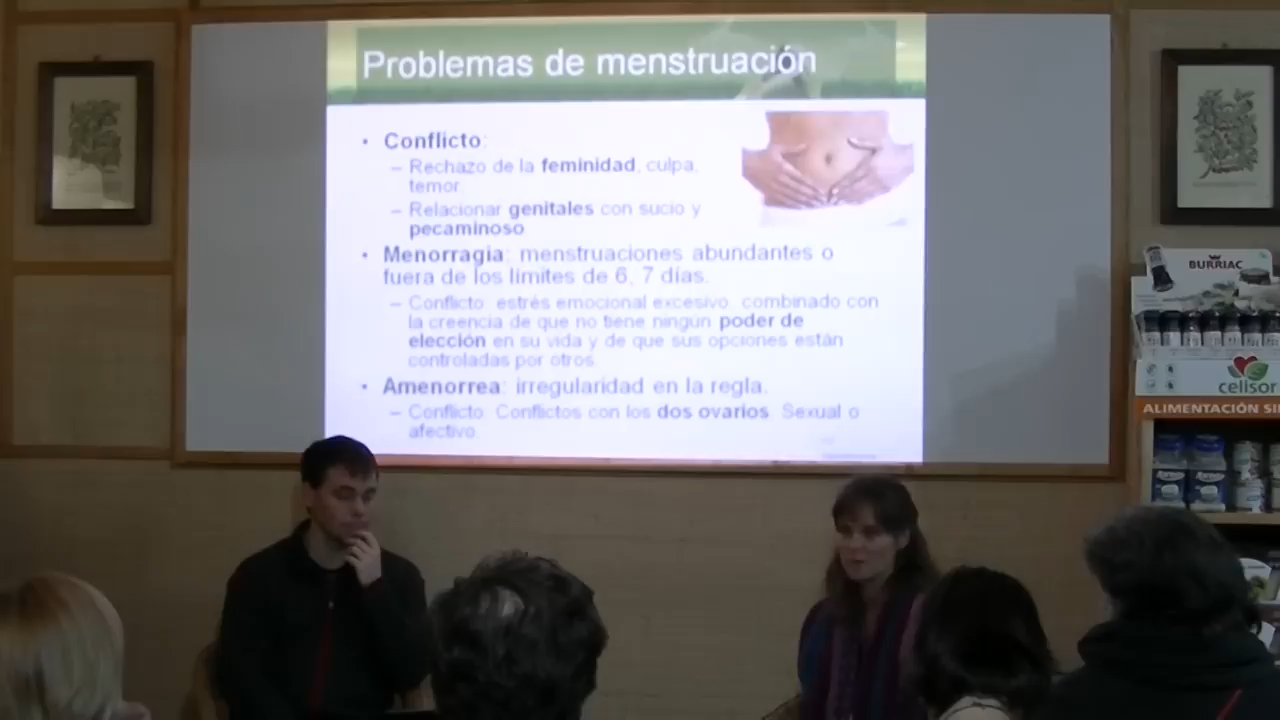 Problemas de menstruación
• Conflicto:
– Rechazo de la feminidad, culpa,
temor.
– Relacionar genitales con sucio y
pecaminoso
• Menorragia: menstruaciones abundantes o
fuera de los límites de 6, 7 días.
– Conflicto: estrés emocional excesivo, combinado con
la creencia de que no tiene ningún poder de
elección en su vida y de que sus opciones están
controladas por otros.
• Amenorrea: irregularidad en la regla.
– Conflicto: Conflictos con los dos ovarios. Sexual o
afectivo.
BURRIAC
celisor
ALIMENTACIÓN SI